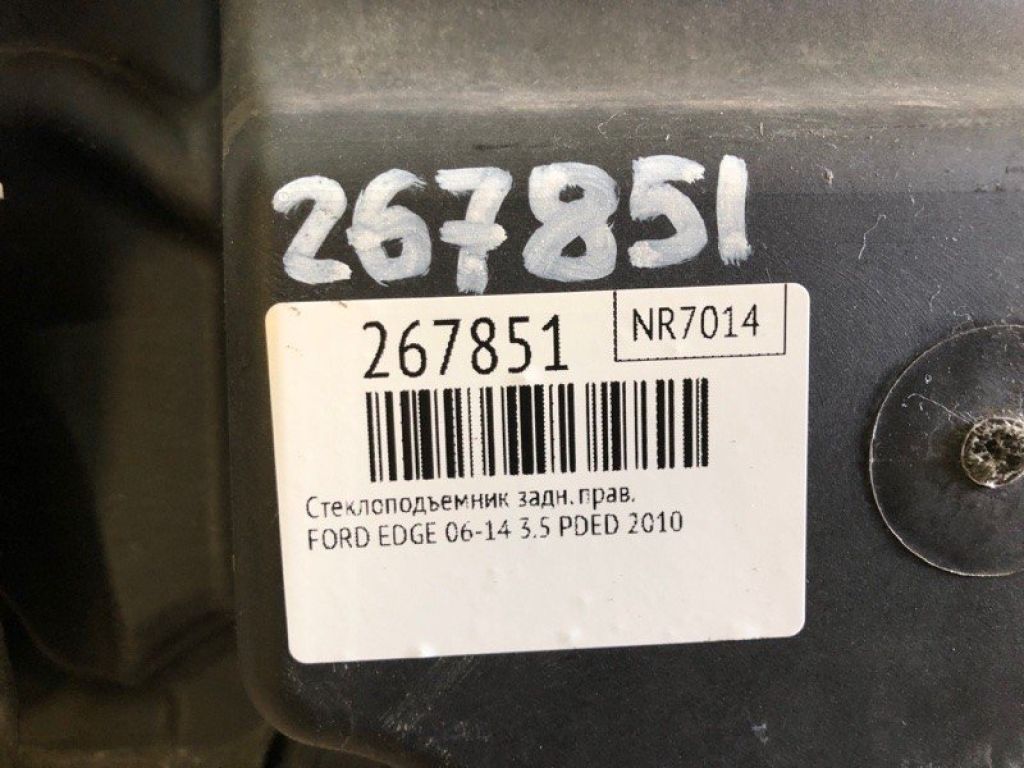 267851
267851
NR7014
Стеклоподъемник задн. прав.
FORD EDGE 06-14 3.5 PDED 2010